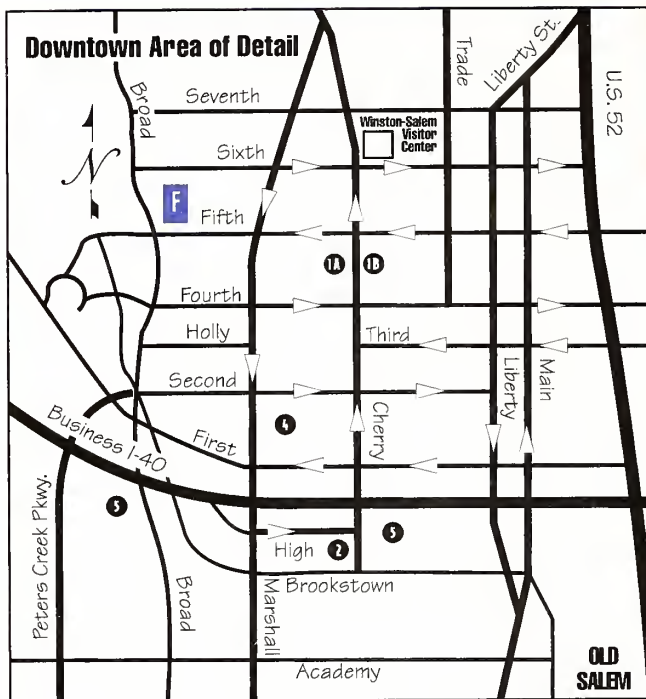 Downtown Area of Detail
Broad
Seventh
Trade
Liberty St.
U.S. 52
Winston-Salem
Visitor
Center
Sixth
N
F
Fifth
1A
1B
Fourth
Holly
Third
Second
Liberty
Main
Cherry
4
First
Business I-40
Peters Creek Pkwy.
5
High
2
5
Brookstown
Broad
Marshall
Academy
OLD
SALEM